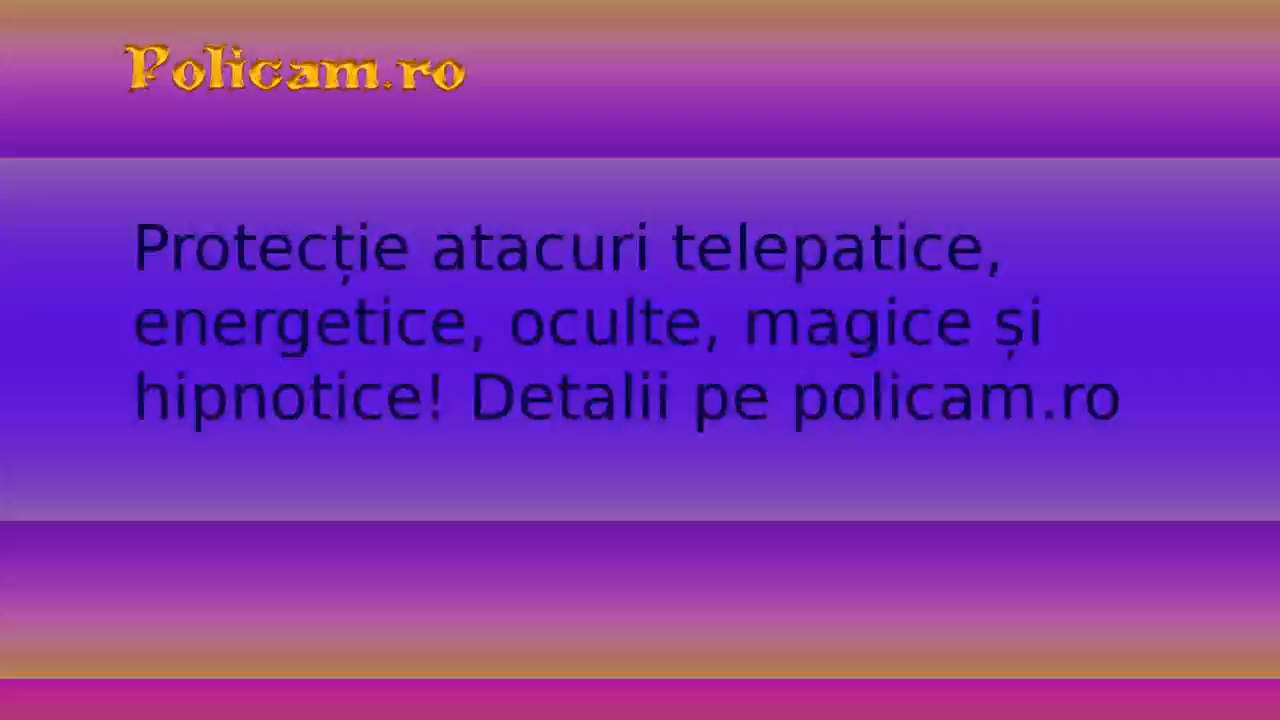 Policam.ro
Protecție atacuri telepatice,
energetice, oculte, magice și
hipnotice! Detalii pe policam.ro